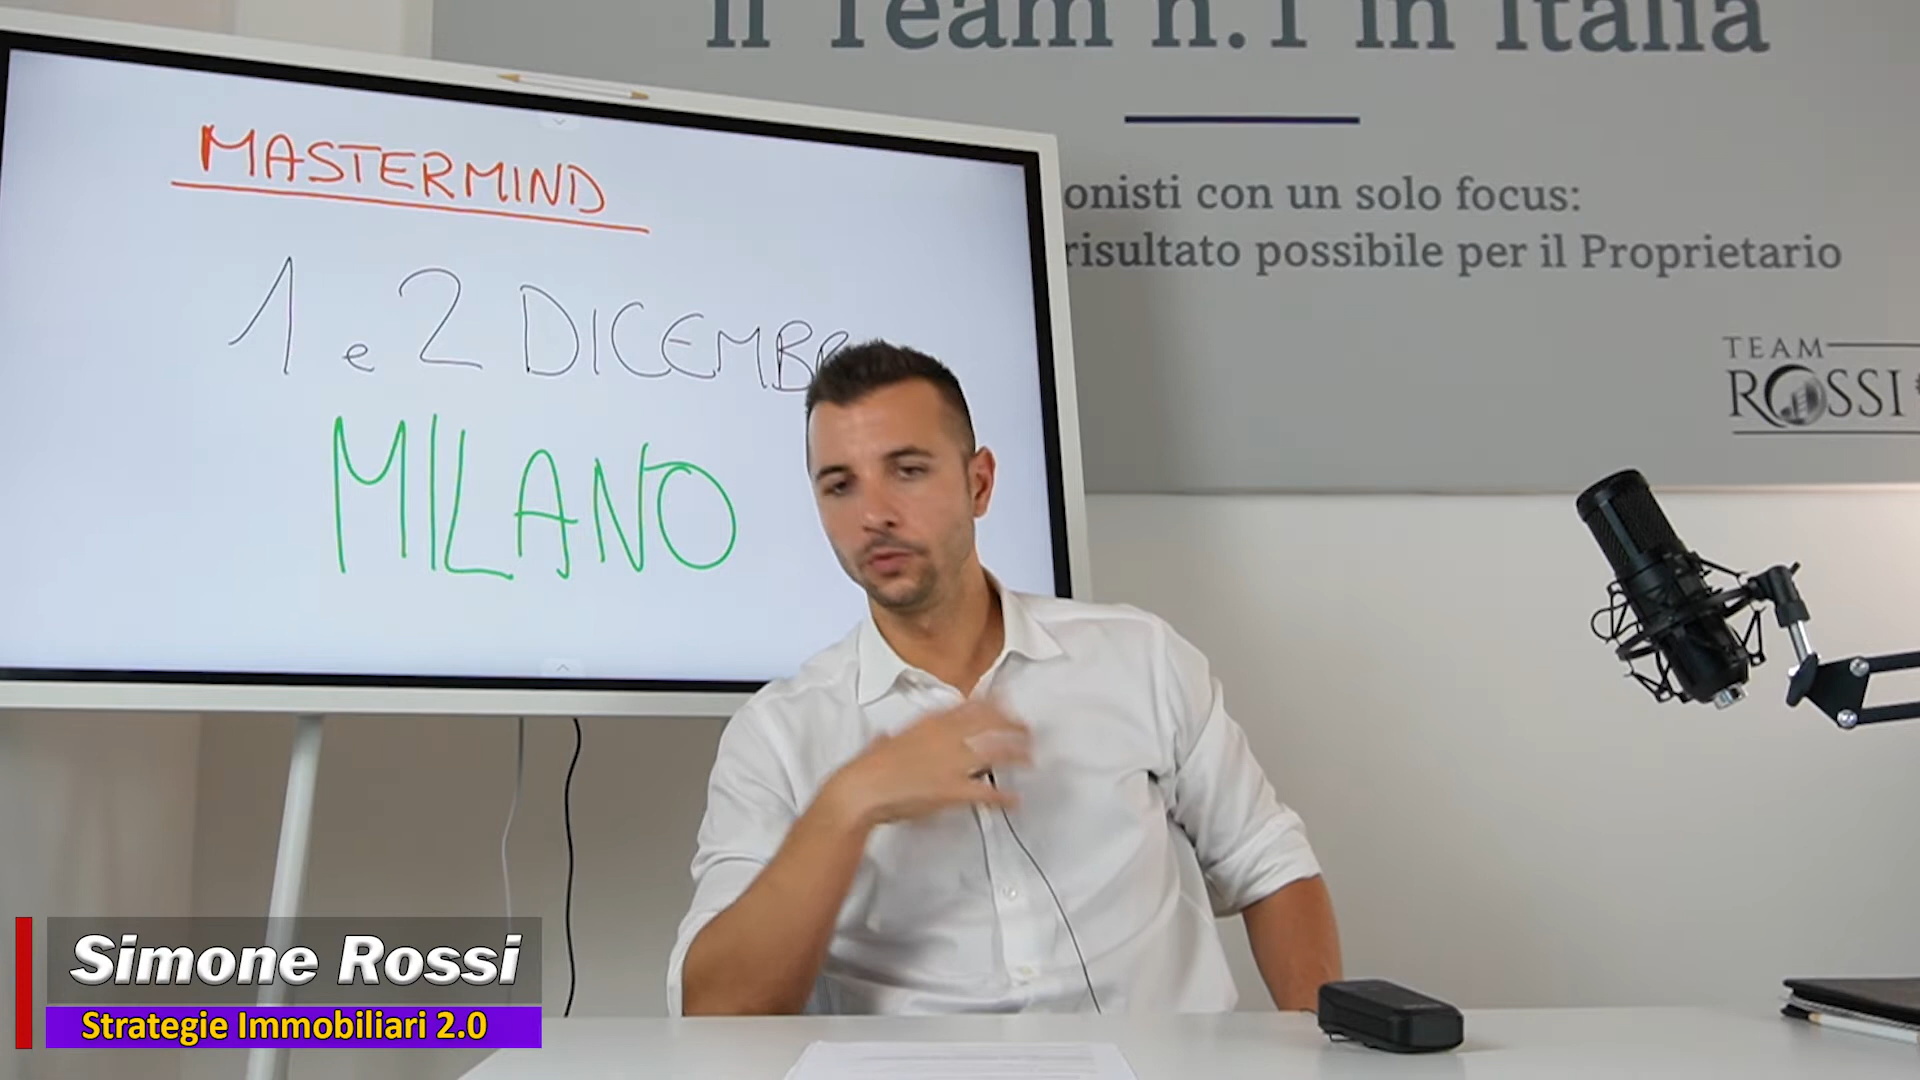 il Team n.1 in Italia
onisti con un solo focus:
risultato possibile per il Proprietario
TEAM
ROSSI
MASTERMIND
1 e 2 DICEMBR
MILANO
Simone Rossi
Strategie Immobiliari 2.0